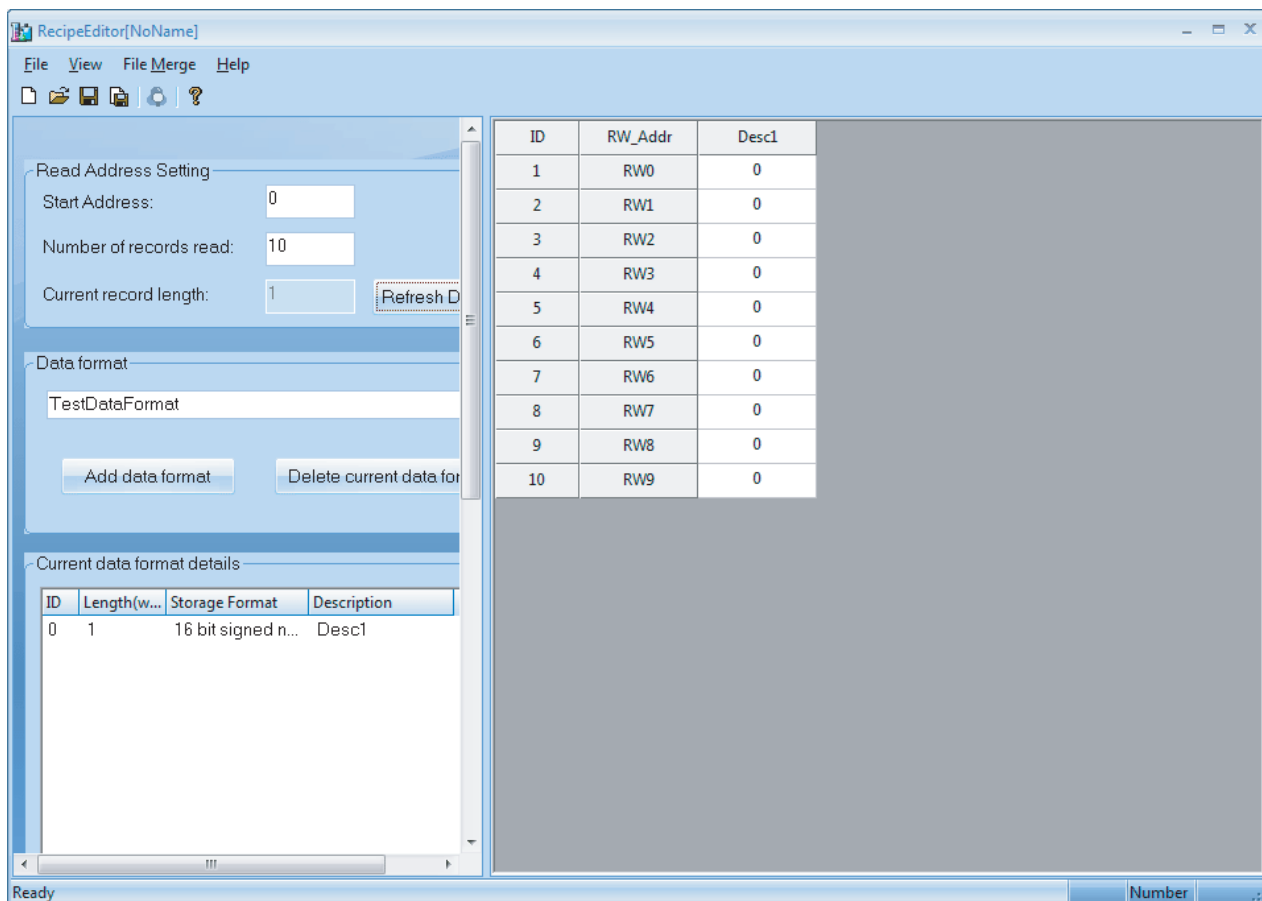 RecipeEditor[NoName]
File View File Merge Help
Read Address Setting
Start Address: 0
Number of records read: 10
Current record length: 1 Refresh D
Data format
TestDataFormat
Add data format Delete current data for
Current data format details
ID Length(w... Storage Format Description
0 1 16 bit signed n... Desc1
ID RW_Addr Desc1
1 RW0 0
2 RW1 0
3 RW2 0
4 RW3 0
5 RW4 0
6 RW5 0
7 RW6 0
8 RW7 0
9 RW8 0
10 RW9 0
Ready Number